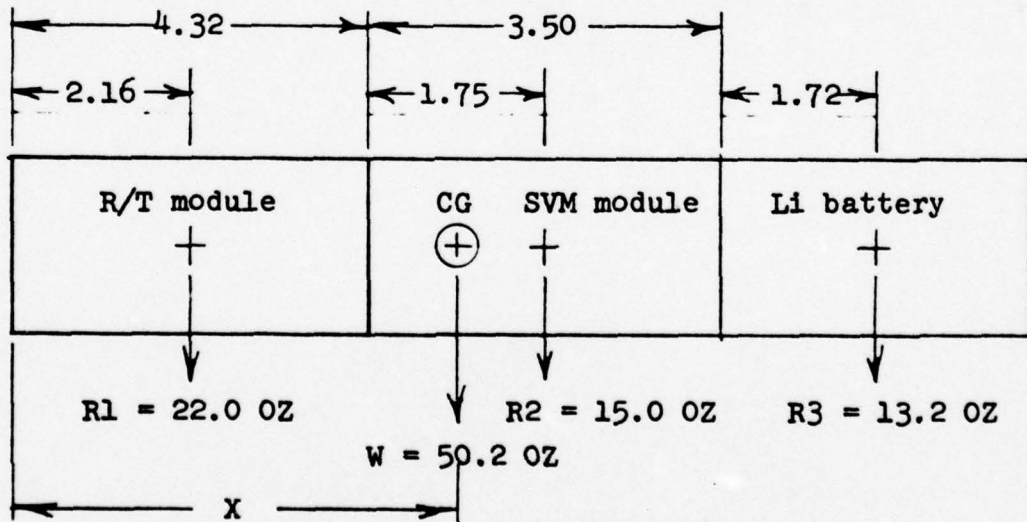 4.32 3.50
2.16 1.75 1.72
R/T module CG SVM module Li battery
R1 = 22.0 OZ R2 = 15.0 OZ R3 = 13.2 OZ
W = 50.2 OZ
X